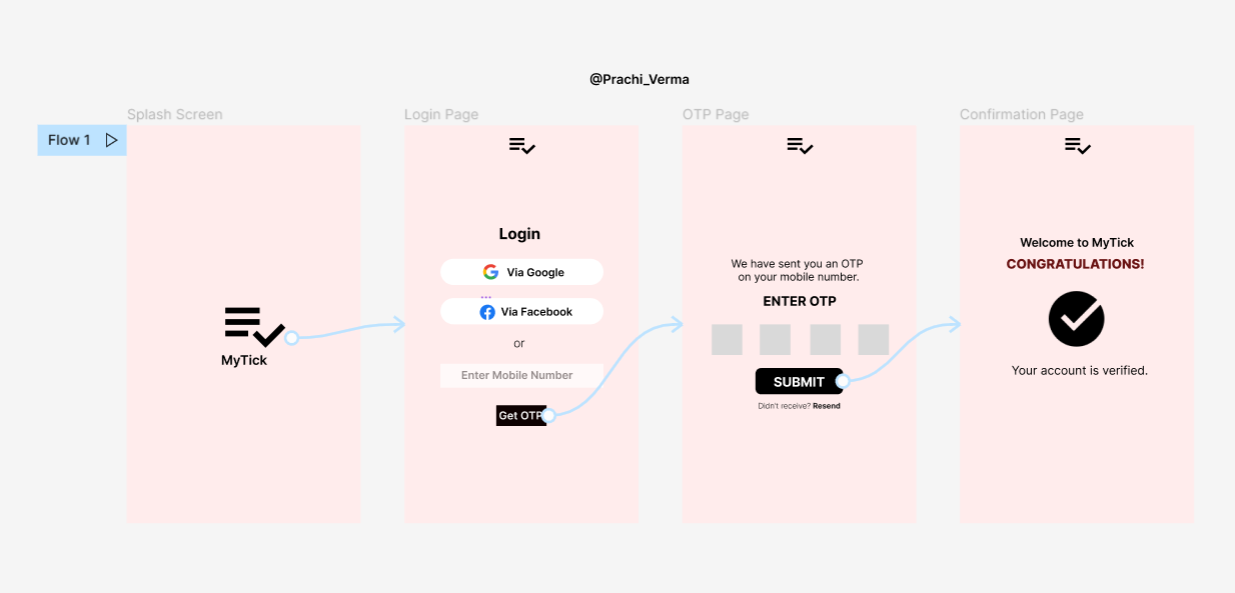 @Prachi_Verma
Flow 1
Splash Screen
MyTick
Login Page
Login
Via Google
Via Facebook
or
Enter Mobile Number
Get OTP
OTP Page
We have sent you an OTP
on your mobile number.
ENTER OTP
SUBMIT
Didn't receive? Resend
Confirmation Page
Welcome to MyTick
CONGRATULATIONS!
Your account is verified.